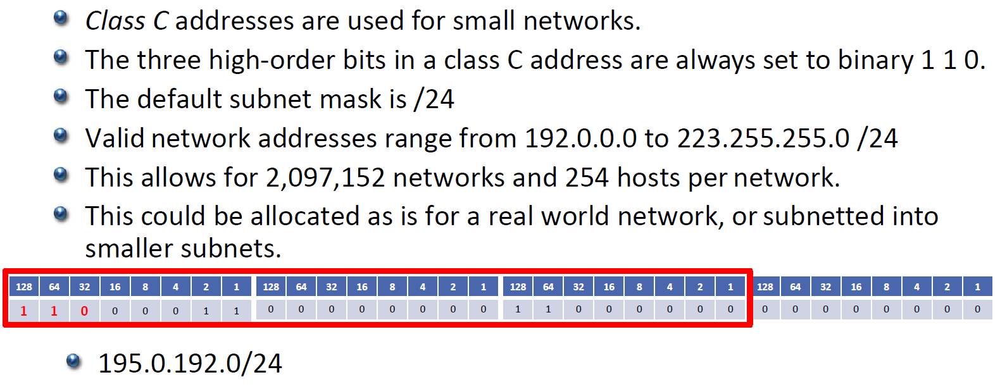 Class C addresses are used for small networks.
The three high-order bits in a class C address are always set to binary 1 1 0.
The default subnet mask is /24
Valid network addresses range from 192.0.0.0 to 223.255.255.0 /24
This allows for 2,097,152 networks and 254 hosts per network.
This could be allocated as is for a real world network, or subnetted into
smaller subnets.
128 64 32 16 8 4 2 1 128 64 32 16 8 4 2 1 128 64 32 16 8 4 2 1 128 64 32 16 8 4 2 1
1 1 0 0 0 0 1 1 0 0 0 0 0 0 0 0 1 1 0 0 0 0 0 0 0 0 0 0 0 0 0 0
195.0.192.0/24